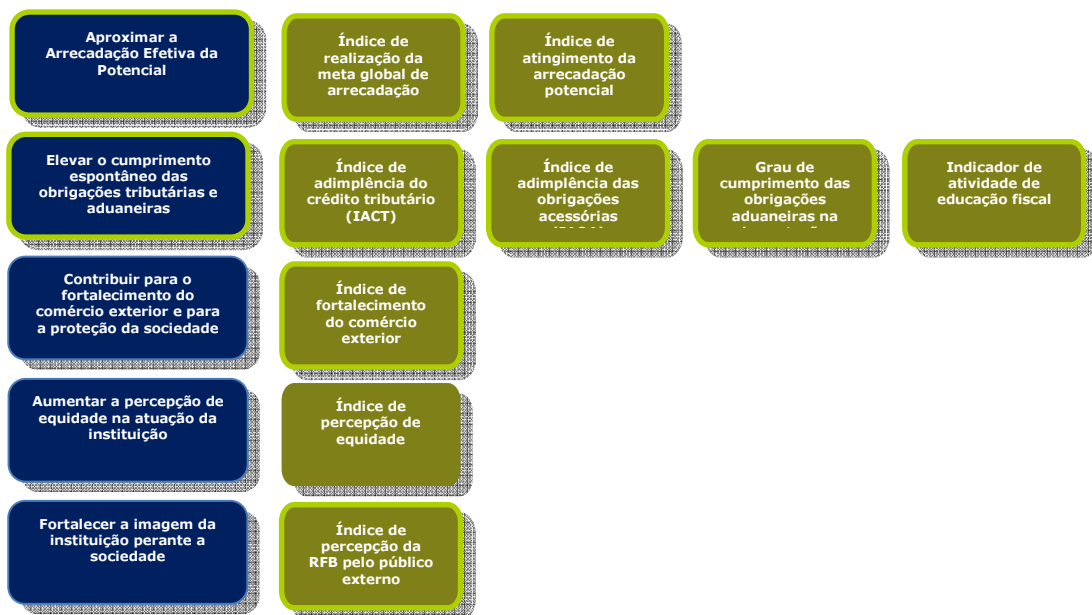 Aproximar a
Arrecadação Efetiva da
Potencial
Índice de
realização da
meta global de
arrecadação
Índice de
atingimento da
arrecadação
potencial
Elevar o cumprimento
espontâneo das
obrigações tributárias e
aduaneiras
Índice de
adimplência do
crédito tributário
(IACT)
Índice de
adimplência das
obrigações
acessórias
Grau de
cumprimento das
obrigações
aduaneiras na
Indicador de
atividade de
educação fiscal
Contribuir para o
fortalecimento do
comércio exterior e para
a proteção da sociedade
Índice de
fortalecimento
do comércio
exterior
Aumentar a percepção de
equidade na atuação da
instituição
Índice de
percepção de
equidade
Fortalecer a imagem da
instituição perante a
sociedade
Índice de
percepção da
RFB pelo público
externo